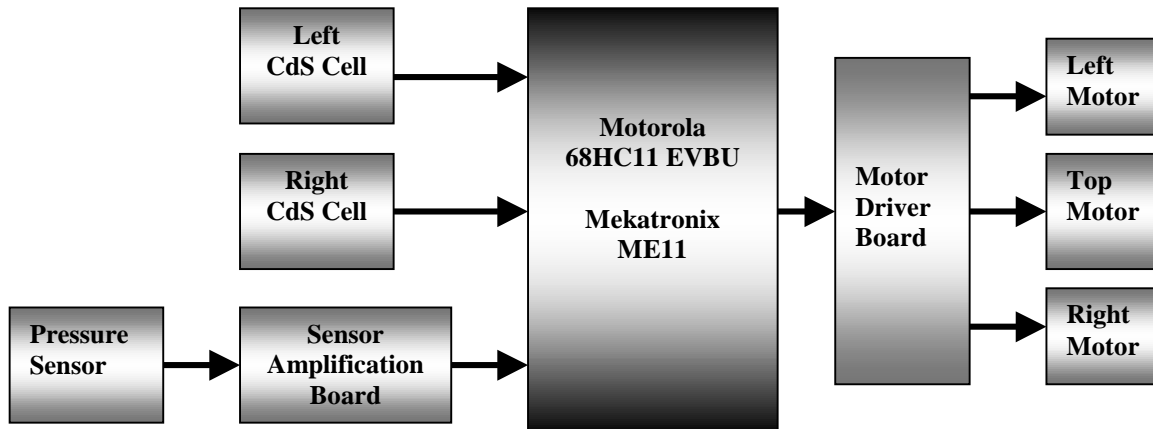 Left
CdS Cell
Right
CdS Cell
Pressure
Sensor
Sensor
Amplification
Board
Motorola
68HC11 EVBU
Mekatronix
ME11
Motor
Driver
Board
Left
Motor
Top
Motor
Right
Motor